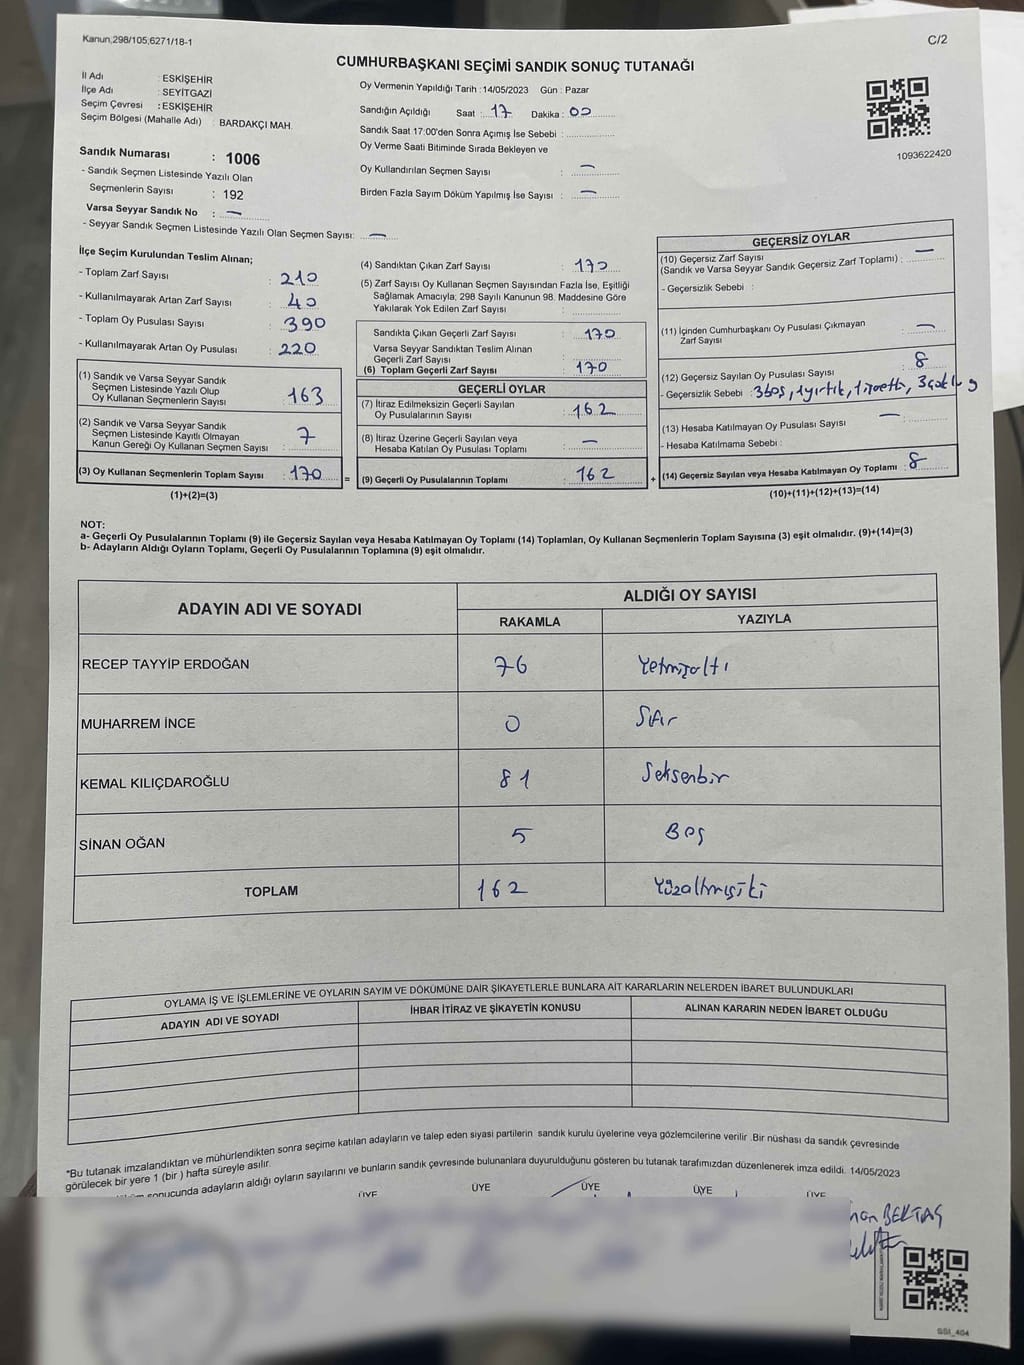 Kanun;298/105,6271/18-1
C/2
CUMHURBAŞKANI SEÇİMİ SANDIK SONUÇ TUTANAĞI
İl Adı : ESKİŞEHİR
İlçe Adı : SEYİTGAZİ
Seçim Çevresi : ESKİŞEHİR
Seçim Bölgesi (Mahalle Adı) : BARDAKÇI MAH.
Sandık Numarası : 1006
- Sandık Seçmen Listesinde Yazılı Olan
Seçmenlerin Sayısı : 192
Varsa Seyyar Sandık No : —
- Seyyar Sandık Seçmen Listesinde Yazılı Olan Seçmen Sayısı: —
Oy Vermenin Yapıldığı Tarih : 14/05/2023 Gün : Pazar
Sandığın Açıldığı Saat : 17 Dakika : 00
Sandık Saat 17:00'den Sonra Açımış İse Sebebi :
Oy Verme Saati Bitiminde Sırada Bekleyen ve
Oy Kullandırılan Seçmen Sayısı : —
Birden Fazla Sayım Döküm Yapılmış İse Sayısı : —
1093622420
İlçe Seçim Kurulundan Teslim Alınan;
- Toplam Zarf Sayısı : 210
- Kullanılmayarak Artan Zarf Sayısı : 40
- Toplam Oy Pusulası Sayısı : 390
- Kullanılmayarak Artan Oy Pusulası : 220
(1) Sandık ve Varsa Seyyar Sandık
Seçmen Listesinde Yazılı Olup
Oy Kullanan Seçmenlerin Sayısı : 163
(2) Sandık ve Varsa Seyyar Sandık
Seçmen Listesinde Kayıtlı Olmayan
Kanun Gereği Oy Kullanan Seçmen Sayısı : 7
(3) Oy Kullanan Seçmenlerin Toplam Sayısı : 170
(1)+(2)=(3)
(4) Sandıktan Çıkan Zarf Sayısı : 170
(5) Zarf Sayısı Oy Kullanan Seçmen Sayısından Fazla İse, Eşitliği
Sağlamak Amacıyla; 298 Sayılı Kanunun 98. Maddesine Göre
Yakılarak Yok Edilen Zarf Sayısı :
Sandıkta Çıkan Geçerli Zarf Sayısı : 170
Varsa Seyyar Sandıktan Teslim Alınan
Geçerli Zarf Sayısı :
(6) Toplam Geçerli Zarf Sayısı : 170
GEÇERLİ OYLAR
(7) İtiraz Edilmeksizin Geçerli Sayılan
Oy Pusulalarının Sayısı : 162
(8) İtiraz Üzerine Geçerli Sayılan veya
Hesaba Katılan Oy Pusulası Toplamı : —
= (9) Geçerli Oy Pusulalarının Toplamı : 162
GEÇERSİZ OYLAR
(10) Geçersiz Zarf Sayısı
(Sandık ve Varsa Seyyar Sandık Geçersiz Zarf Toplamı) : —
- Geçersizlik Sebebi :
(11) İçinden Cumhurbaşkanı Oy Pusulası Çıkmayan
Zarf Sayısı : —
(12) Geçersiz Sayılan Oy Pusulası Sayısı : 8
- Geçersizlik Sebebi : 3 boş, 1 yırtık, 1 işaretli, 3 çoklu
(13) Hesaba Katılmayan Oy Pusulası Sayısı : —
- Hesaba Katılmama Sebebi :
+ (14) Geçersiz Sayılan veya Hesaba Katılmayan Oy Toplamı : 8
(10)+(11)+(12)+(13)=(14)
NOT:
a- Geçerli Oy Pusulalarının Toplamı (9) ile Geçersiz Sayılan veya Hesaba Katılmayan Oy Toplamı (14) Toplamları, Oy Kullanan Seçmenlerin Toplam Sayısına (3) eşit olmalıdır. (9)+(14)=(3)
b- Adayların Aldığı Oyların Toplamı, Geçerli Oy Pusulalarının Toplamına (9) eşit olmalıdır.
ADAYIN ADI VE SOYADI
ALDIĞI OY SAYISI
RAKAMLA YAZIYLA
RECEP TAYYİP ERDOĞAN 76 Yetmişaltı
MUHARREM İNCE 0 Sıfır
KEMAL KILIÇDAROĞLU 81 Seksenbir
SİNAN OĞAN 5 Beş
TOPLAM 162 Yüzaltmışiki
OYLAMA İŞ VE İŞLEMLERİNE VE OYLARIN SAYIM VE DÖKÜMÜNE DAİR ŞİKAYETLERLE BUNLARA AİT KARARLARIN NELERDEN İBARET BULUNDUKLARI
ADAYIN ADI VE SOYADI İHBAR İTİRAZ VE ŞİKAYETİN KONUSU ALINAN KARARIN NEDEN İBARET OLDUĞU
"Bu tutanak imzalandıktan ve mühürlendikten sonra seçime katılan adayların ve talep eden siyasi partilerin sandık kurulu üyelerine veya gözlemcilerine verilir .Bir nüshası da sandık çevresinde
görülecek bir yere 1 (bir ) hafta süreyle asılır.
sonucunda adayların aldığı oyların sayılarını ve bunların sandık çevresinde bulunanlara duyurulduğunu gösteren bu tutanak tarafımızdan düzenlenerek imza edildi. 14/05/2023
ÜYE ÜYE ÜYE ÜYE ÜYE
BEKTAŞ
SSI_404